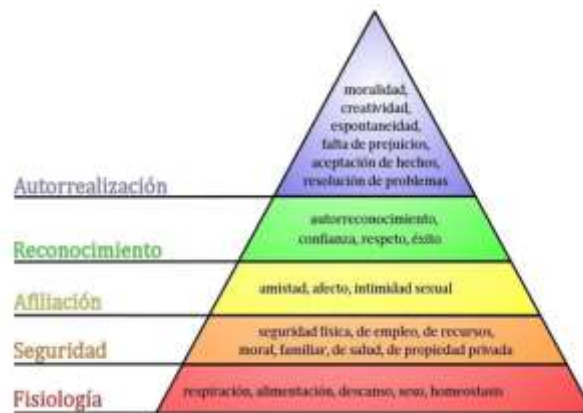 moralidad,
creatividad,
espontaneidad,
falta de prejuicios,
aceptación de hechos,
resolución de problemas
Autorrealización
autorreconocimiento,
confianza, respeto, éxito
Reconocimiento
amistad, afecto, intimidad sexual
Afiliación
seguridad física, de empleo, de recursos,
moral, familiar, de salud, de propiedad privada
Seguridad
respiración, alimentación, descanso, sexo, homeostasis
Fisiología